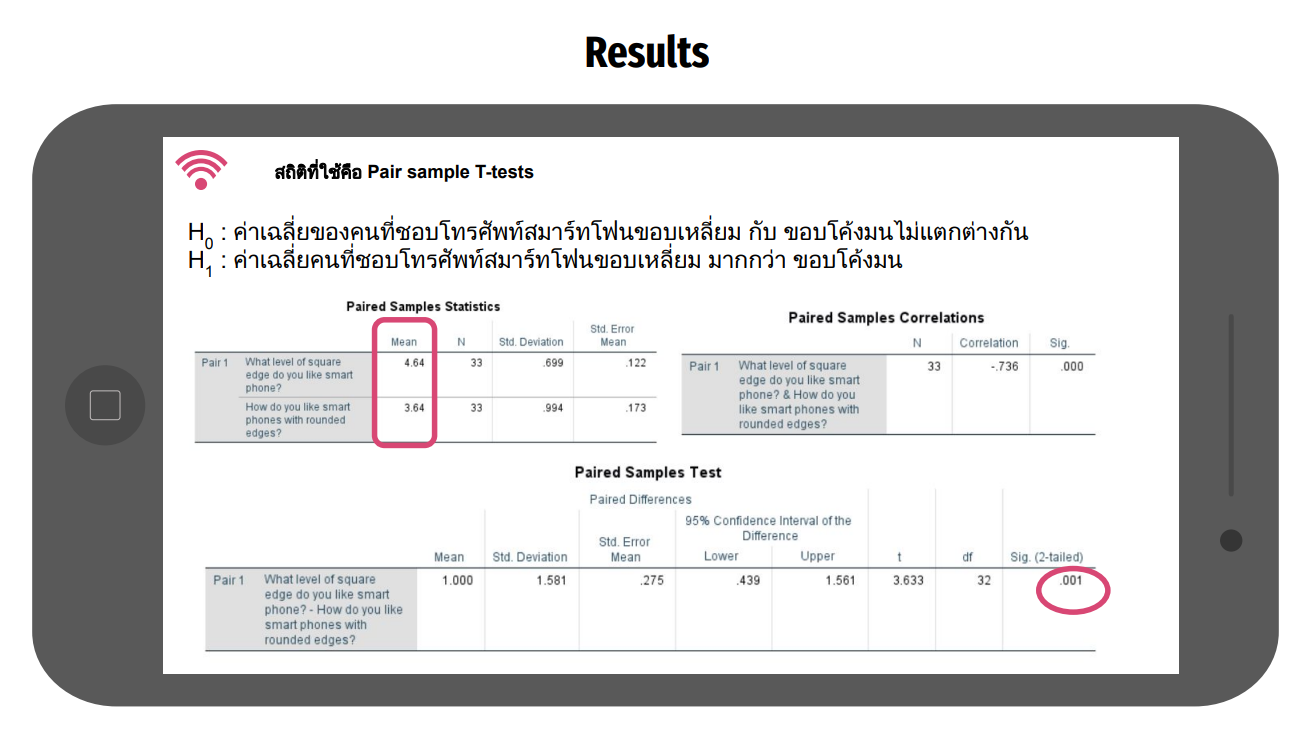 Results
สถิติที่ใช้คือ Pair sample T-tests
H0 : ค่าเฉลี่ยของคนที่ชอบโทรศัพท์สมาร์ทโฟนขอบเหลี่ยม กับ ขอบโค้งมนไม่แตกต่างกัน
H1 : ค่าเฉลี่ยคนที่ชอบโทรศัพท์สมาร์ทโฟนขอบเหลี่ยม มากกว่า ขอบโค้งมน
Paired Samples Statistics
Std. Error
Mean N Std. Deviation Mean
Pair 1 What level of square 4.64 33 .699 .122
edge do you like smart
phone?
How do you like smart 3.64 33 .994 .173
phones with rounded
edges?
Paired Samples Correlations
N Correlation Sig.
Pair 1 What level of square 33 -.736 .000
edge do you like smart
phone? & How do you
like smart phones with
rounded edges?
Paired Samples Test
Paired Differences
95% Confidence Interval of the
Std. Error Difference
Mean Std. Deviation Mean Lower Upper t df Sig. (2-tailed)
Pair 1 What level of square 1.000 1.581 .275 .439 1.561 3.633 32 .001
edge do you like smart
phone? - How do you like
smart phones with
rounded edges?